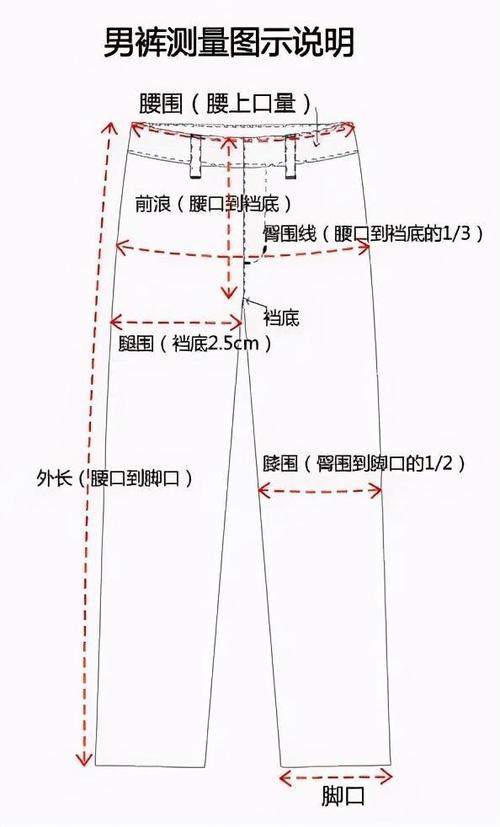 男裤测量图示说明
腰围（腰上口量）
前浪（腰口到裆底）
臀围线（腰口到裆底的1/3）
裆底
腿围（裆底2.5cm）
膝围（臀围到脚口的1/2）
外长（腰口到脚口）
脚口